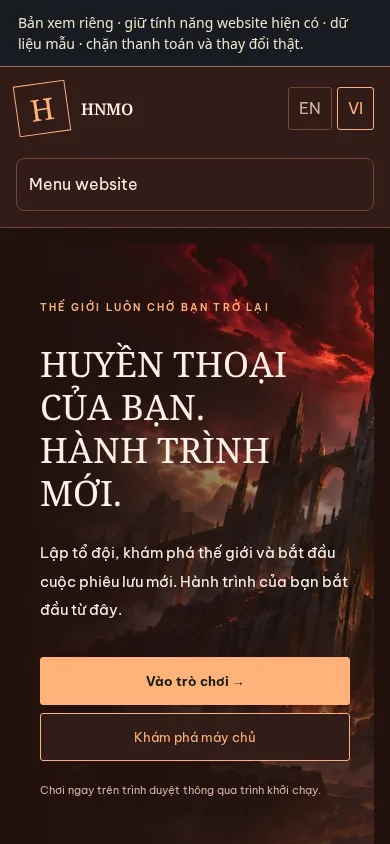 Bản xem riêng · giữ tính năng website hiện có · dữ
liệu mẫu · chặn thanh toán và thay đổi thật.
H
HNMO
EN
VI
Menu website
THẾ GIỚI LUÔN CHỜ BẠN TRỞ LẠI
HUYỀN THOẠI
CỦA BẠN.
HÀNH TRÌNH
MỚI.
Lập tổ đội, khám phá thế giới và bắt đầu
cuộc phiêu lưu mới. Hành trình của bạn bắt
đầu từ đây.
Vào trò chơi →
Khám phá máy chủ
Chơi ngay trên trình duyệt thông qua trình khởi chạy.